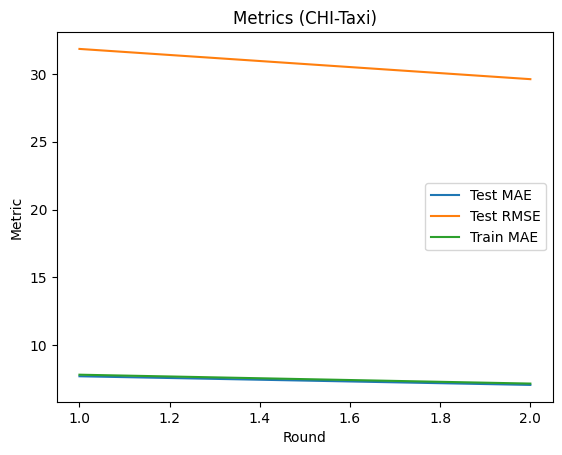 Metrics (CHI-Taxi)
Metric
30
25
20
15
10
Test MAE
Test RMSE
Train MAE
1.0
1.2
1.4
1.6
1.8
2.0
Round